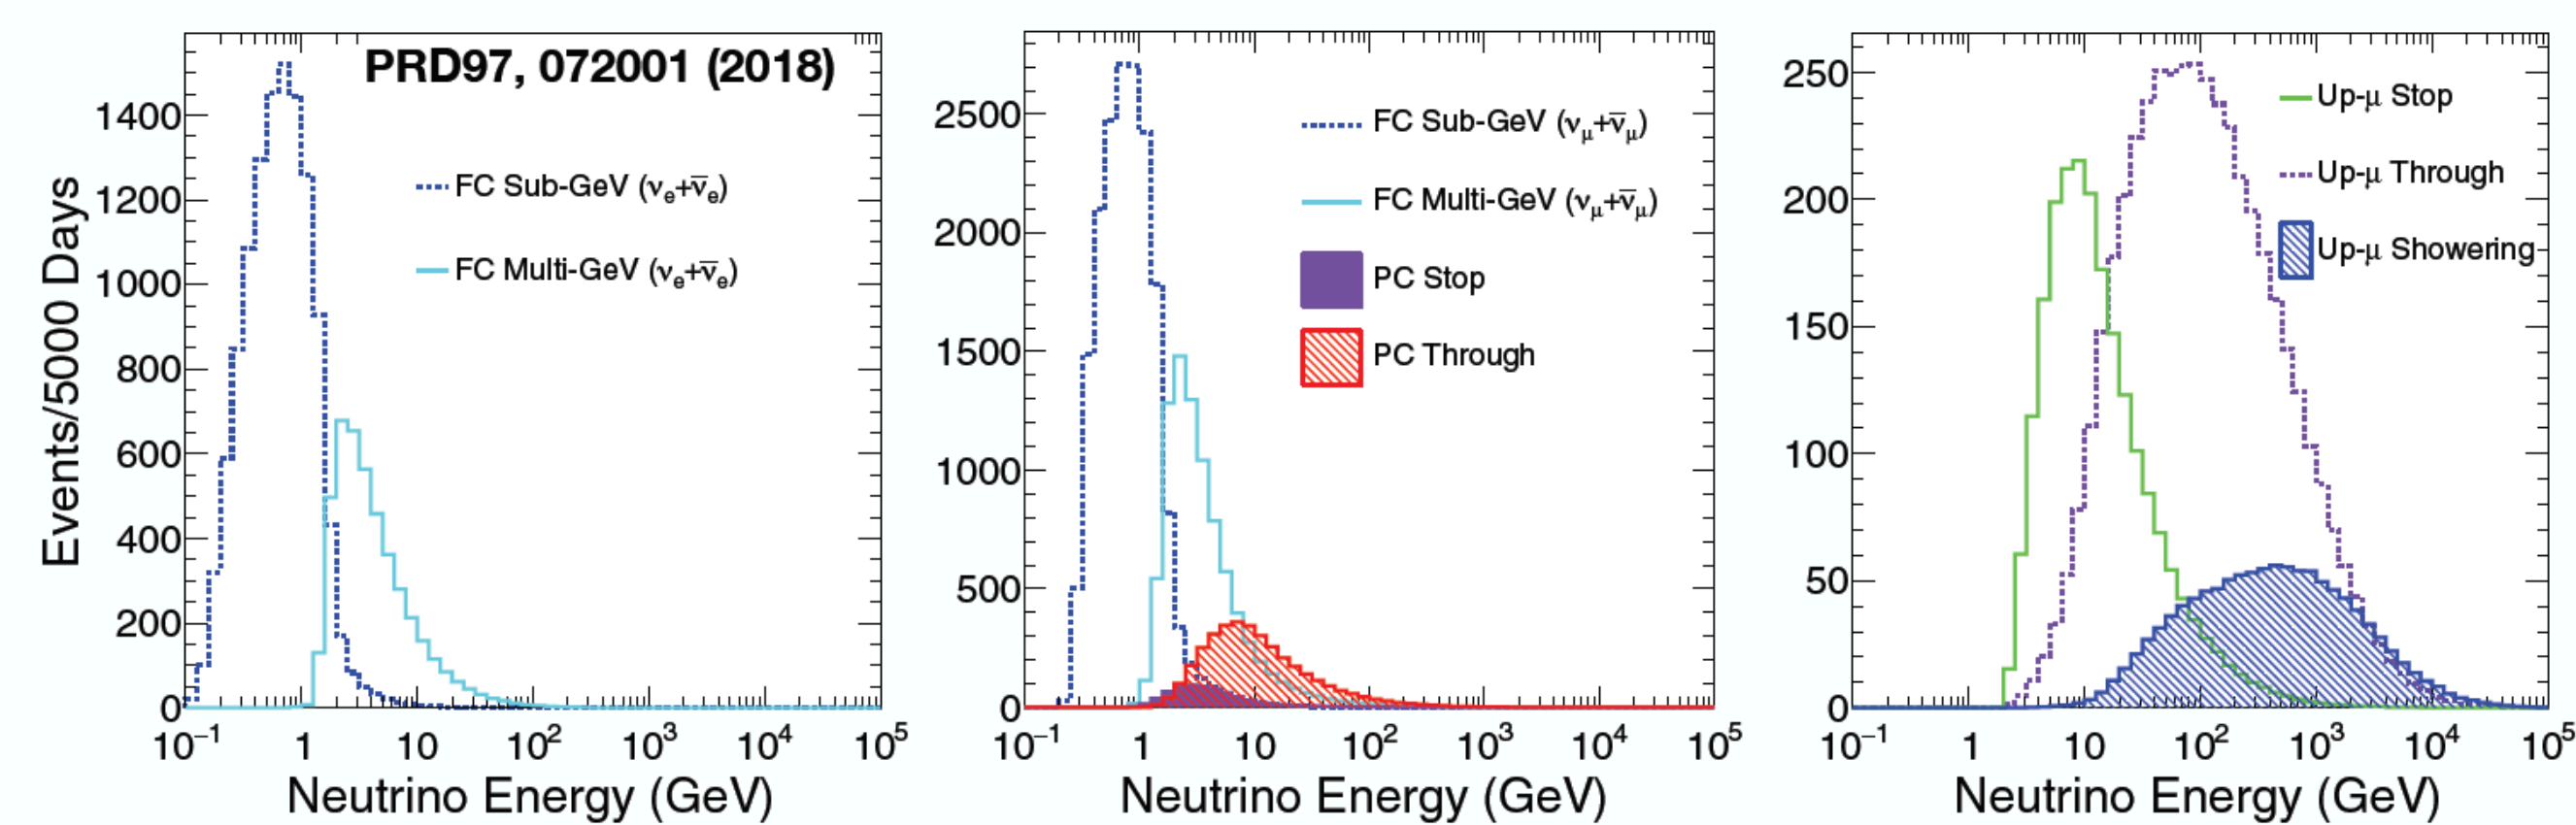 PRD97, 072001 (2018)
Events/5000 Days
1400
1200
1000
800
600
400
200
0
FC Sub-GeV (νe+ν̅e)
FC Multi-GeV (νe+ν̅e)
10⁻¹ 1 10 10² 10³ 10⁴ 10⁵
Neutrino Energy (GeV)
2500
2000
1500
1000
500
0
FC Sub-GeV (νμ+ν̅μ)
FC Multi-GeV (νμ+ν̅μ)
PC Stop
PC Through
10⁻¹ 1 10 10² 10³ 10⁴ 10⁵
Neutrino Energy (GeV)
250
200
150
100
50
0
Up-μ Stop
Up-μ Through
Up-μ Showering
10⁻¹ 1 10 10² 10³ 10⁴ 10⁵
Neutrino Energy (GeV)